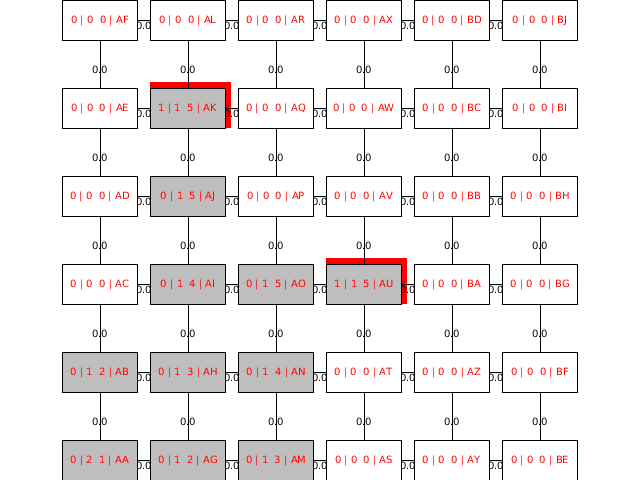 0 | 0 0 | AF 0.0 0 | 0 0 | AL 0.0 0 | 0 0 | AR 0.0 0 | 0 0 | AX 0.0 0 | 0 0 | BD 0.0 0 | 0 0 | BJ
0.0 0.0 0.0 0.0 0.0 0.0
0 | 0 0 | AE 1 | 1 5 | AK 0.0 0 | 0 0 | AQ 0.0 0 | 0 0 | AW 0.0 0 | 0 0 | BC 0.0 0 | 0 0 | BI
0.0 0.0 0.0 0.0 0.0 0.0
0 | 0 0 | AD 0.0 0 | 1 5 | AJ 0.0 0 | 0 0 | AP 0.0 0 | 0 0 | AV 0.0 0 | 0 0 | BB 0.0 0 | 0 0 | BH
0.0 0.0 0.0 0.0 0.0 0.0
0 | 0 0 | AC 0.0 0 | 1 4 | AI 0.0 0 | 1 5 | AO 0.0 1 | 1 5 | AU 0 | 0 0 | BA 0.0 0 | 0 0 | BG
0.0 0.0 0.0 0.0 0.0 0.0
0 | 1 2 | AB 0.0 0 | 1 3 | AH 0.0 0 | 1 4 | AN 0.0 0 | 0 0 | AT 0.0 0 | 0 0 | AZ 0.0 0 | 0 0 | BF
0.0 0.0 0.0 0.0 0.0 0.0
0 | 2 1 | AA 0.0 0 | 1 2 | AG 0.0 0 | 1 3 | AM 0.0 0 | 0 0 | AS 0.0 0 | 0 0 | AY 0.0 0 | 0 0 | BE